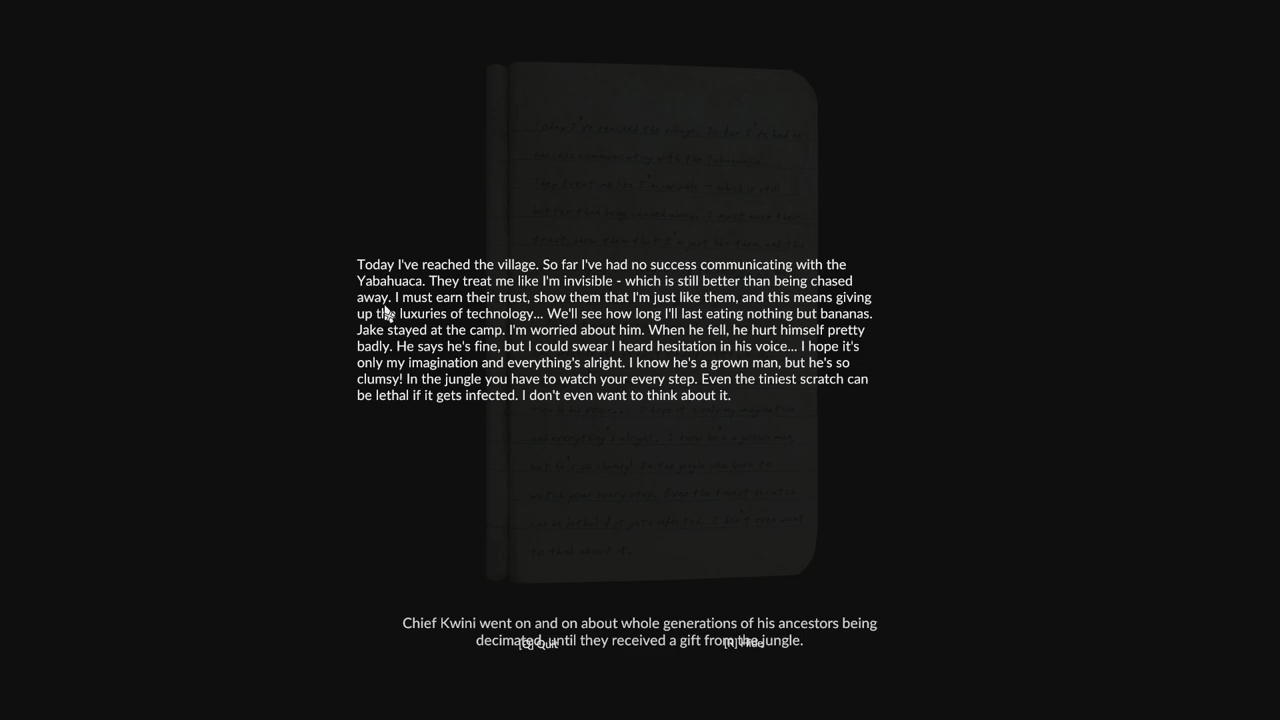 Today I've reached the village. So far I've had no success communicating with the
Yabahuaca. They treat me like I'm invisible - which is still better than being chased
away. I must earn their trust, show them that I'm just like them, and this means giving
up the luxuries of technology... We'll see how long I'll last eating nothing but bananas.
Jake stayed at the camp. I'm worried about him. When he fell, he hurt himself pretty
badly. He says he's fine, but I could swear I heard hesitation in his voice... I hope it's
only my imagination and everything's alright. I know he's a grown man, but he's so
clumsy! In the jungle you have to watch your every step. Even the tiniest scratch can
be lethal if it gets infected. I don't even want to think about it.
Chief Kwini went on and on about whole generations of his ancestors being
decimated, until they received a gift from the jungle.
[Q] Quit [R] Hide